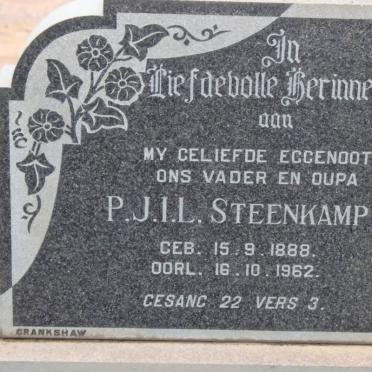 In
Liefdevolle Herinne
aan
MY GELIEFDE EGGENOOT
ONS VADER EN OUPA
P.J.I.L. STEENKAMP
GEB. 15.9.1888.
OORL. 16.10.1962.
GESANG 22 VERS 3.
CRANKSHAW